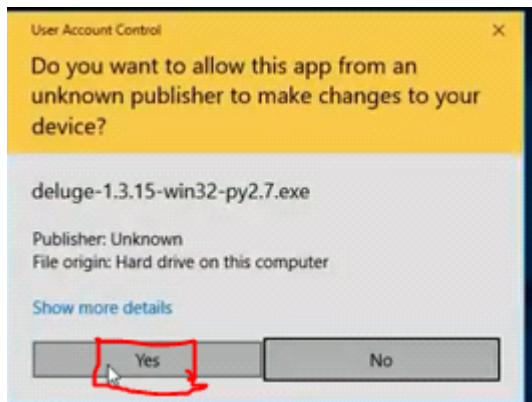 User Account Control
Do you want to allow this app from an
unknown publisher to make changes to your
device?
deluge-1.3.15-win32-py2.7.exe
Publisher: Unknown
File origin: Hard drive on this computer
Show more details
Yes
No